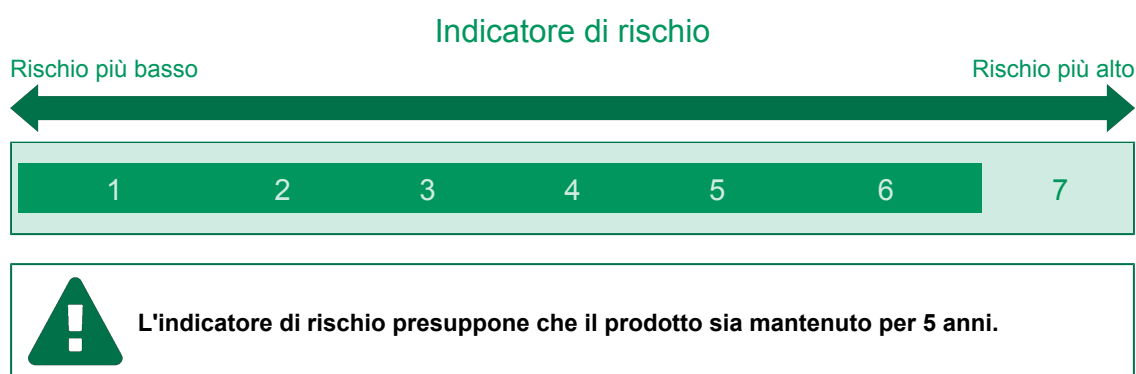 Indicatore di rischio
Rischio più basso Rischio più alto
1 2 3 4 5 6 7
L'indicatore di rischio presuppone che il prodotto sia mantenuto per 5 anni.